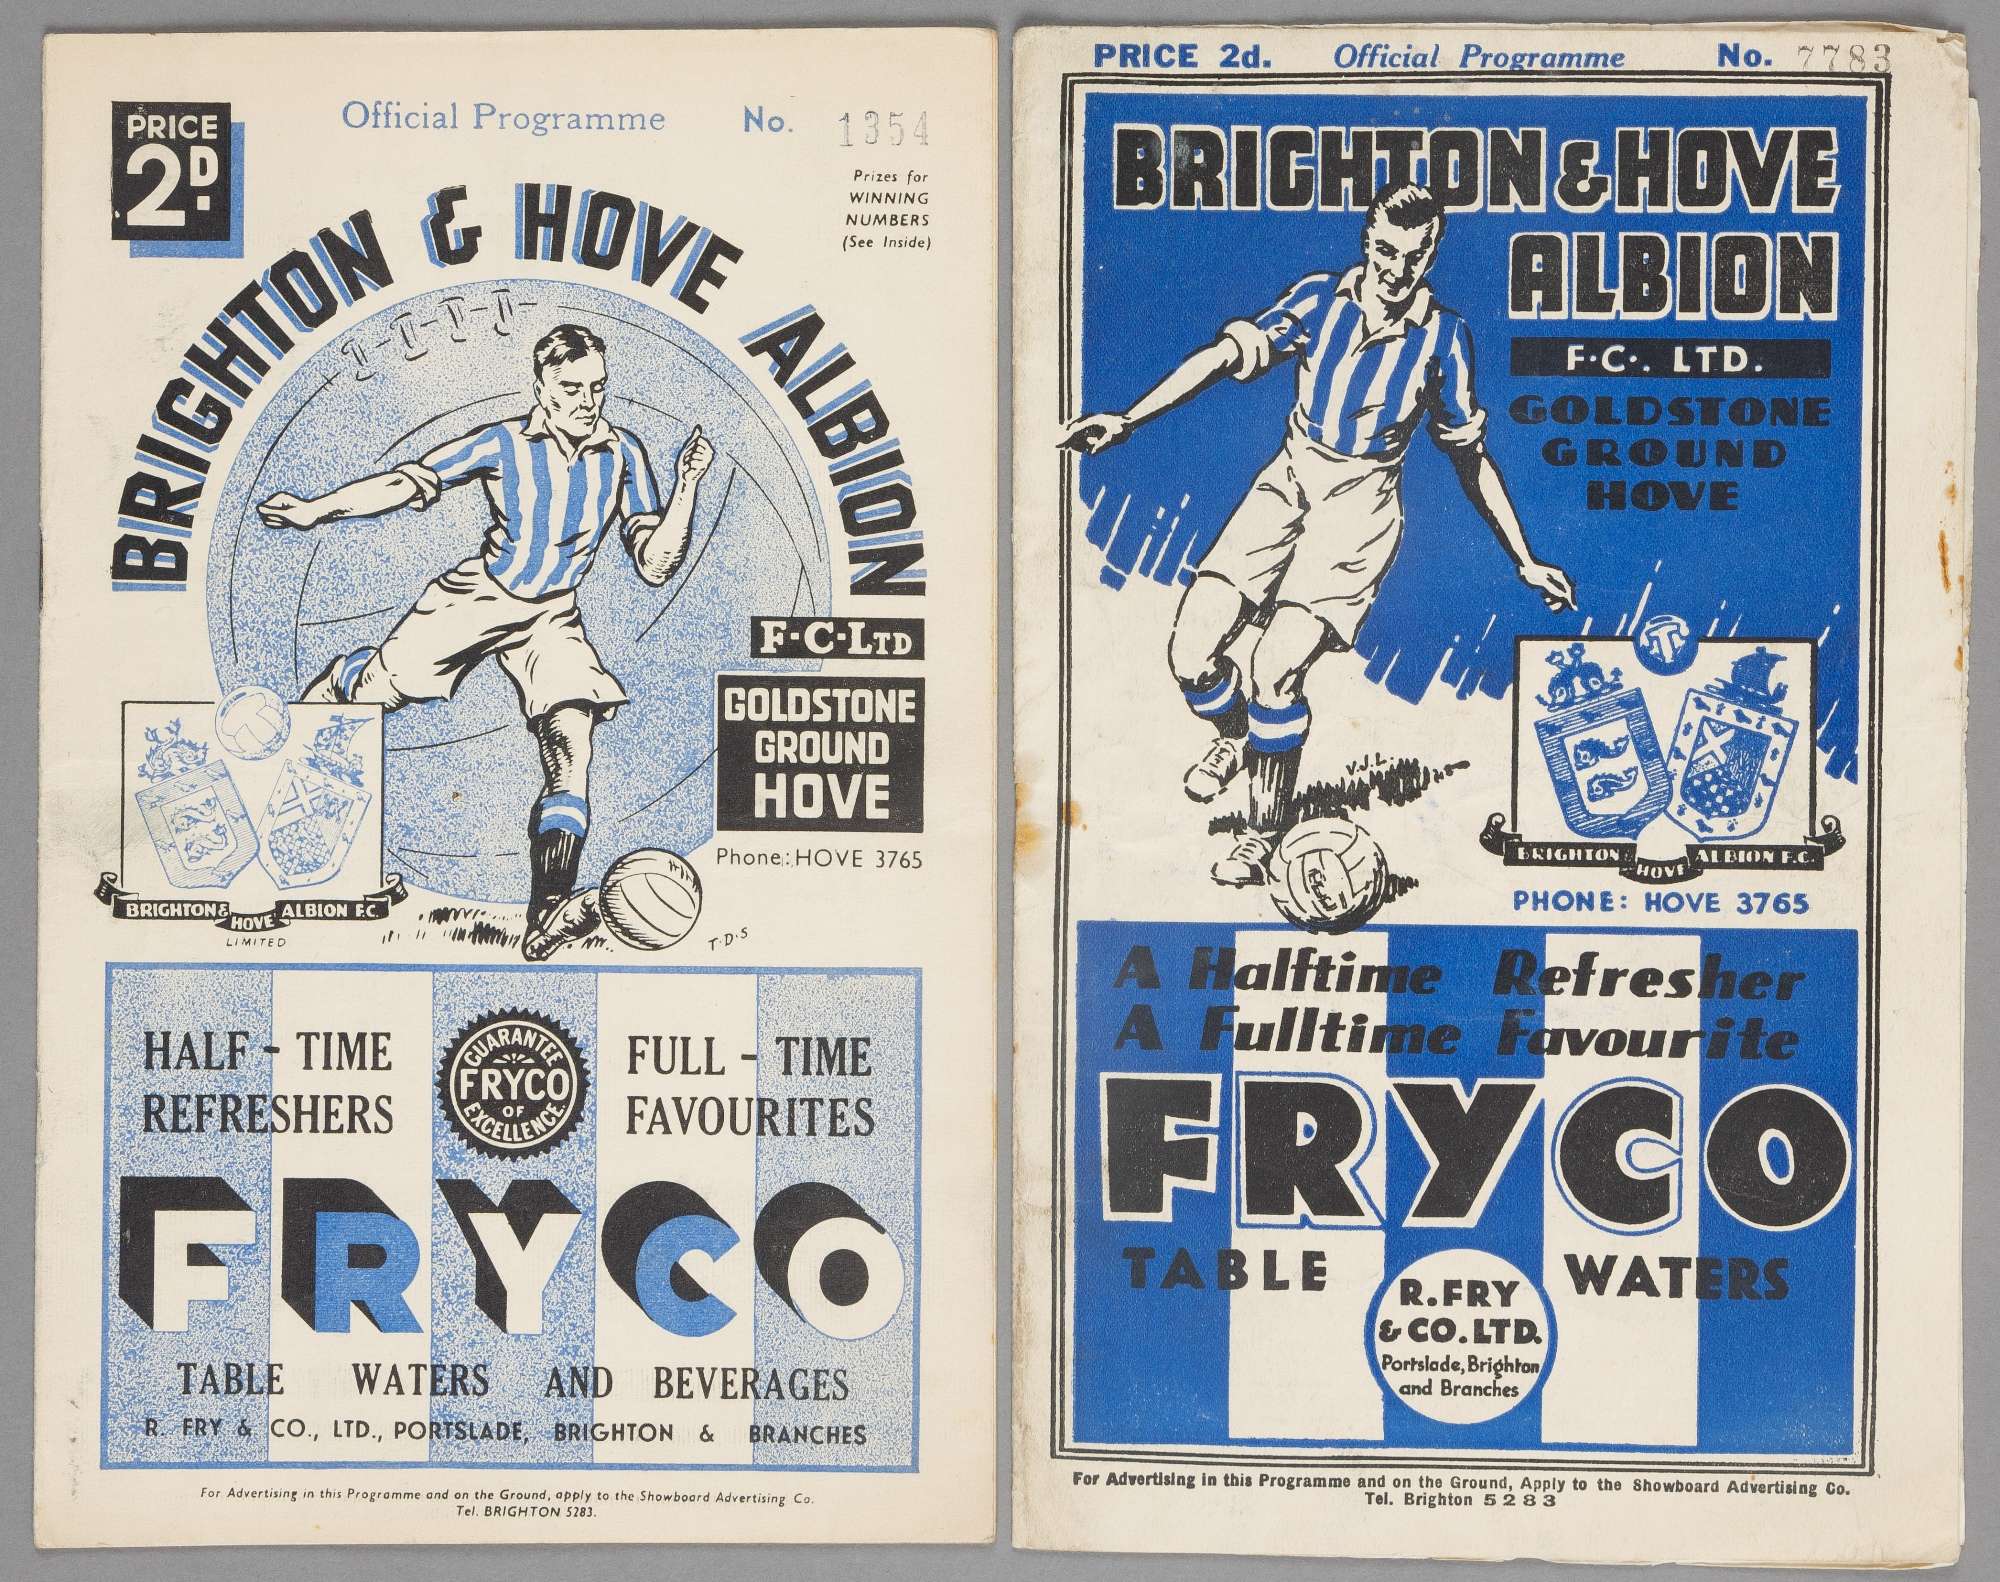 PRICE
2D.
Official Programme No. 1354
Prizes for
WINNING
NUMBERS
(See Inside)
BRIGHTON & HOVE ALBION
F·C·LTD
GOLDSTONE
GROUND
HOVE
Phone: HOVE 3765
BRIGHTON & HOVE ALBION F.C.
LIMITED
T·D·S
HALF-TIME
REFRESHERS
GUARANTEE
FRYCO
OF
EXCELLENCE
FULL-TIME
FAVOURITES
FRYCO
TABLE WATERS AND BEVERAGES
R. FRY & CO., LTD., PORTSLADE, BRIGHTON & BRANCHES
For Advertising in this Programme and on the Ground, apply to the Showboard Advertising Co.
Tel. BRIGHTON 5283.
PRICE 2d. Official Programme No. 7783
BRIGHTON & HOVE
ALBION
F·C·. LTD.
GOLDSTONE
GROUND
HOVE
V.J.L.
BRIGHTON & HOVE ALBION F.C.
PHONE: HOVE 3765
A Halftime Refresher
A Fulltime Favourite
FRYCO
TABLE WATERS
R. FRY
& CO. LTD.
Portslade, Brighton
and Branches
For Advertising in this Programme and on the Ground, Apply to the Showboard Advertising Co.
Tel. Brighton 5283